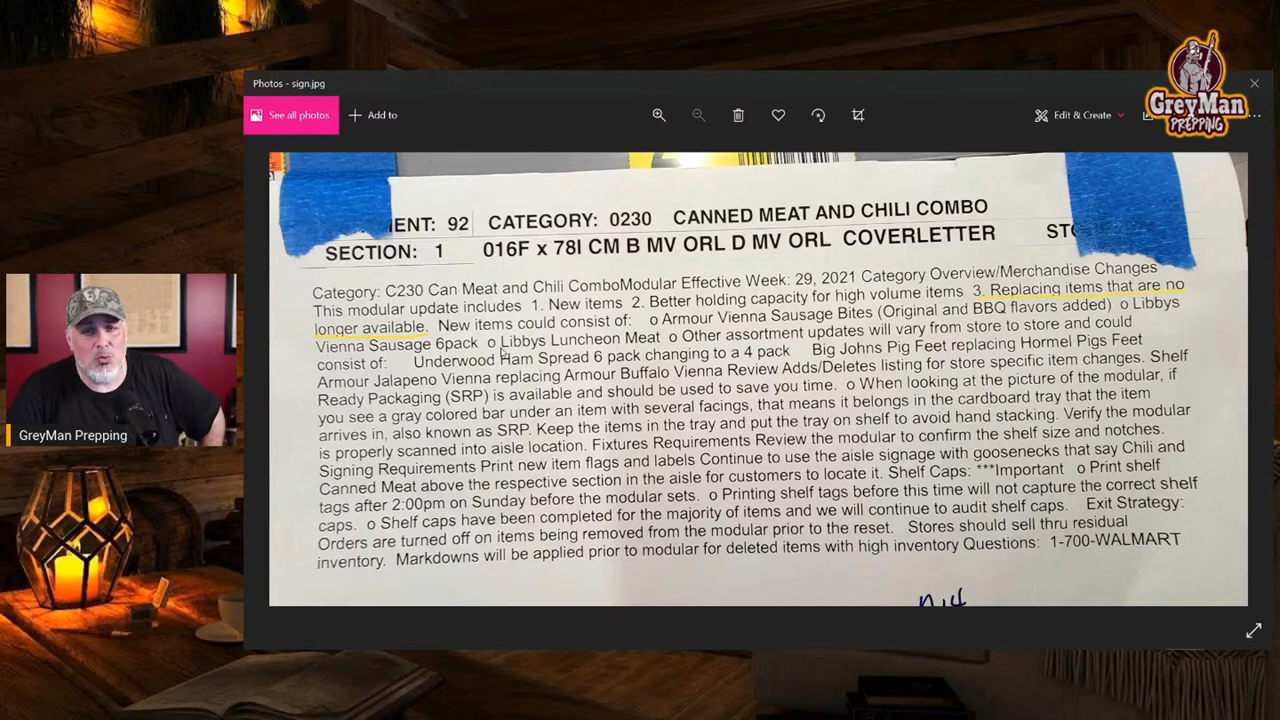 GreyMan
PREPPING
Photos - sign.jpg
See all photos
Add to
Edit & Create
MENT: 92 CATEGORY: 0230 CANNED MEAT AND CHILI COMBO
SECTION: 1 016F x 78I CM B MV ORL D MV ORL COVERLETTER
Category: C230 Can Meat and Chili ComboModular Effective Week: 29, 2021 Category Overview/Merchandise Changes
This modular update includes 1. New items 2. Better holding capacity for high volume items 3. Replacing items that are no
longer available. New items could consist of: o Armour Vienna Sausage Bites (Original and BBQ flavors added) o Libbys
Vienna Sausage 6pack o Libbys Luncheon Meat o Other assortment updates will vary from store to store and could
consist of: Underwood Ham Spread 6 pack changing to a 4 pack Big Johns Pig Feet replacing Hormel Pigs Feet
Armour Jalapeno Vienna replacing Armour Buffalo Vienna Review Adds/Deletes listing for store specific item changes. Shelf
Ready Packaging (SRP) is available and should be used to save you time. o When looking at the picture of the modular, if
you see a gray colored bar under an item with several facings, that means it belongs in the cardboard tray that the item
arrives in, also known as SRP. Keep the items in the tray and put the tray on shelf to avoid hand stacking. Verify the modular
is properly scanned into aisle location. Fixtures Requirements Review the modular to confirm the shelf size and notches.
Signing Requirements Print new item flags and labels Continue to use the aisle signage with goosenecks that say Chili and
Canned Meat above the respective section in the aisle for customers to locate it. Shelf Caps: ***Important o Print shelf
tags after 2:00pm on Sunday before the modular sets. o Printing shelf tags before this time will not capture the correct shelf
caps. o Shelf caps have been completed for the majority of items and we will continue to audit shelf caps. Exit Strategy:
Orders are turned off on items being removed from the modular prior to the reset. Stores should sell thru residual
inventory. Markdowns will be applied prior to modular for deleted items with high inventory Questions: 1-700-WALMART
GreyMan Prepping